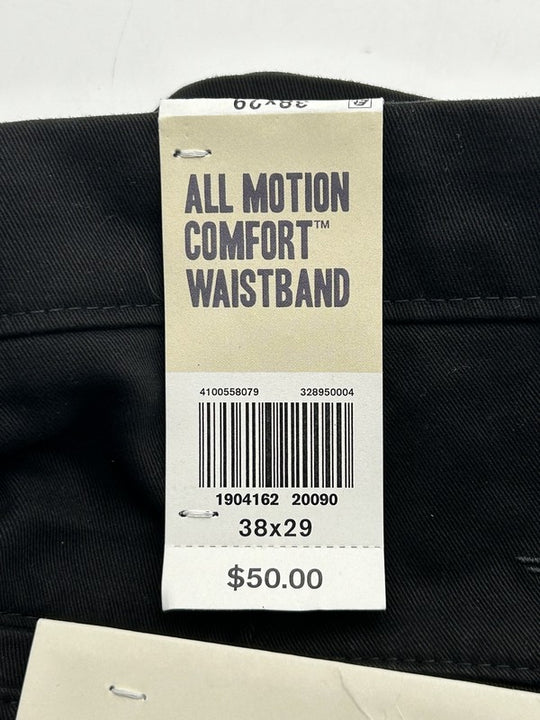 38x29
ALL MOTION
COMFORT™
WAISTBAND
4100558079 328950004
1904162 20090
38x29
$50.00